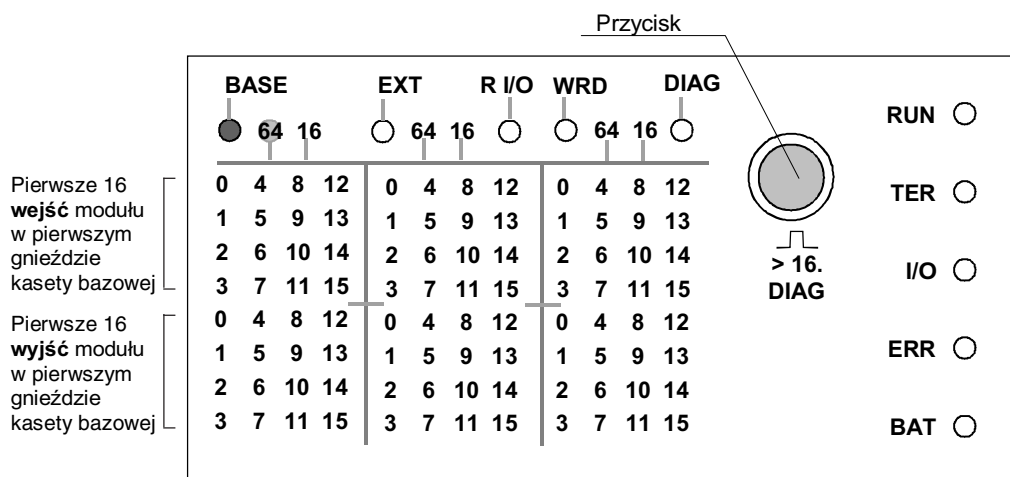 Przycisk
BASE EXT R I/O WRD DIAG
64 16 64 16 64 16
RUN
0 4 8 12 0 4 8 12 0 4 8 12
1 5 9 13 1 5 9 13 1 5 9 13
2 6 10 14 2 6 10 14 2 6 10 14
3 7 11 15 3 7 11 15 3 7 11 15
0 4 8 12 0 4 8 12 0 4 8 12
1 5 9 13 1 5 9 13 1 5 9 13
2 6 10 14 2 6 10 14 2 6 10 14
3 7 11 15 3 7 11 15 3 7 11 15
Pierwsze 16
wejść modułu
w pierwszym
gnieździe
kasety bazowej
Pierwsze 16
wyjść modułu
w pierwszym
gnieździe
kasety bazowej
> 16.
DIAG
TER
I/O
ERR
BAT